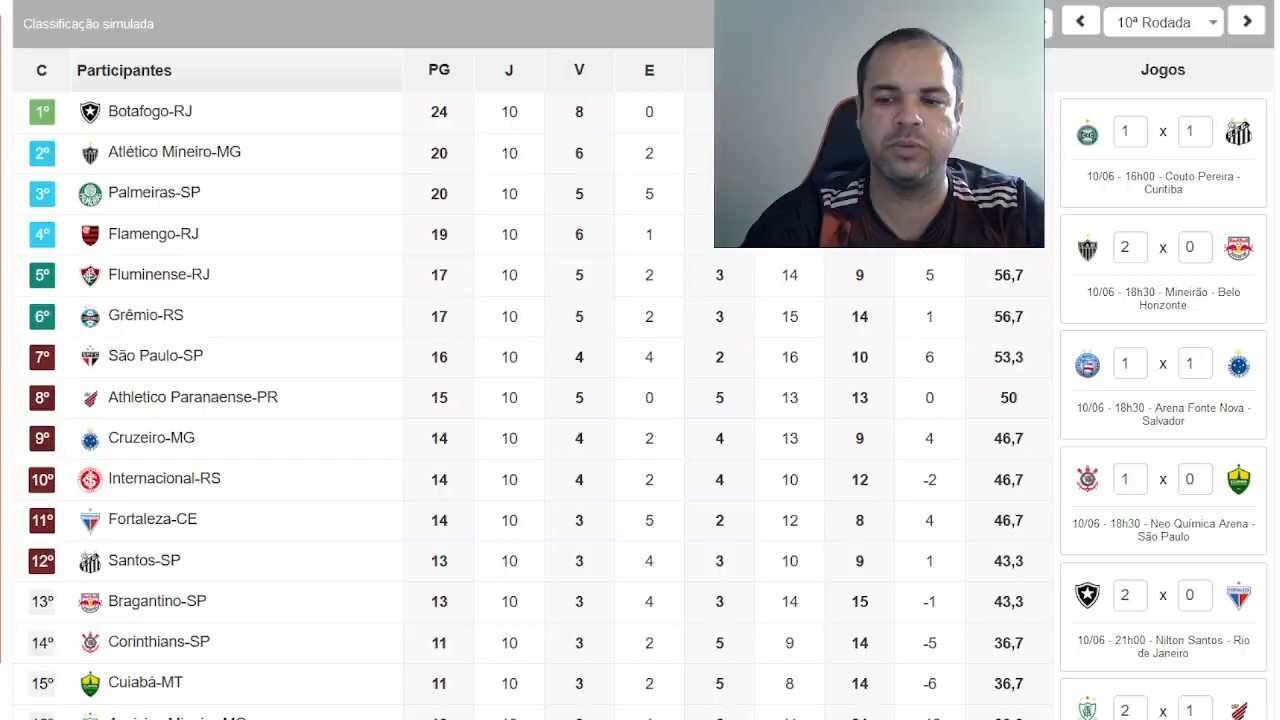 Classificação simulada
10ª Rodada
C Participantes PG J V E
Jogos
1º Botafogo-RJ 24 10 8 0
2º Atlético Mineiro-MG 20 10 6 2
3º Palmeiras-SP 20 10 5 5
4º Flamengo-RJ 19 10 6 1
5º Fluminense-RJ 17 10 5 2 3 14 9 5 56,7
6º Grêmio-RS 17 10 5 2 3 15 14 1 56,7
7º São Paulo-SP 16 10 4 4 2 16 10 6 53,3
8º Athletico Paranaense-PR 15 10 5 0 5 13 13 0 50
9º Cruzeiro-MG 14 10 4 2 4 13 9 4 46,7
10º Internacional-RS 14 10 4 2 4 10 12 -2 46,7
11º Fortaleza-CE 14 10 3 5 2 12 8 4 46,7
12º Santos-SP 13 10 3 4 3 10 9 1 43,3
13º Bragantino-SP 13 10 3 4 3 14 15 -1 43,3
14º Corinthians-SP 11 10 3 2 5 9 14 -5 36,7
15º Cuiabá-MT 11 10 3 2 5 8 14 -6 36,7
1 x 1
10/06 - 16h00 - Couto Pereira -
Curitiba
2 x 0
10/06 - 18h30 - Mineirão - Belo
Horizonte
1 x 1
10/06 - 18h30 - Arena Fonte Nova -
Salvador
1 x 0
10/06 - 18h30 - Neo Química Arena -
São Paulo
2 x 0
10/06 - 21h00 - Nilton Santos - Rio
de Janeiro
2 x 1